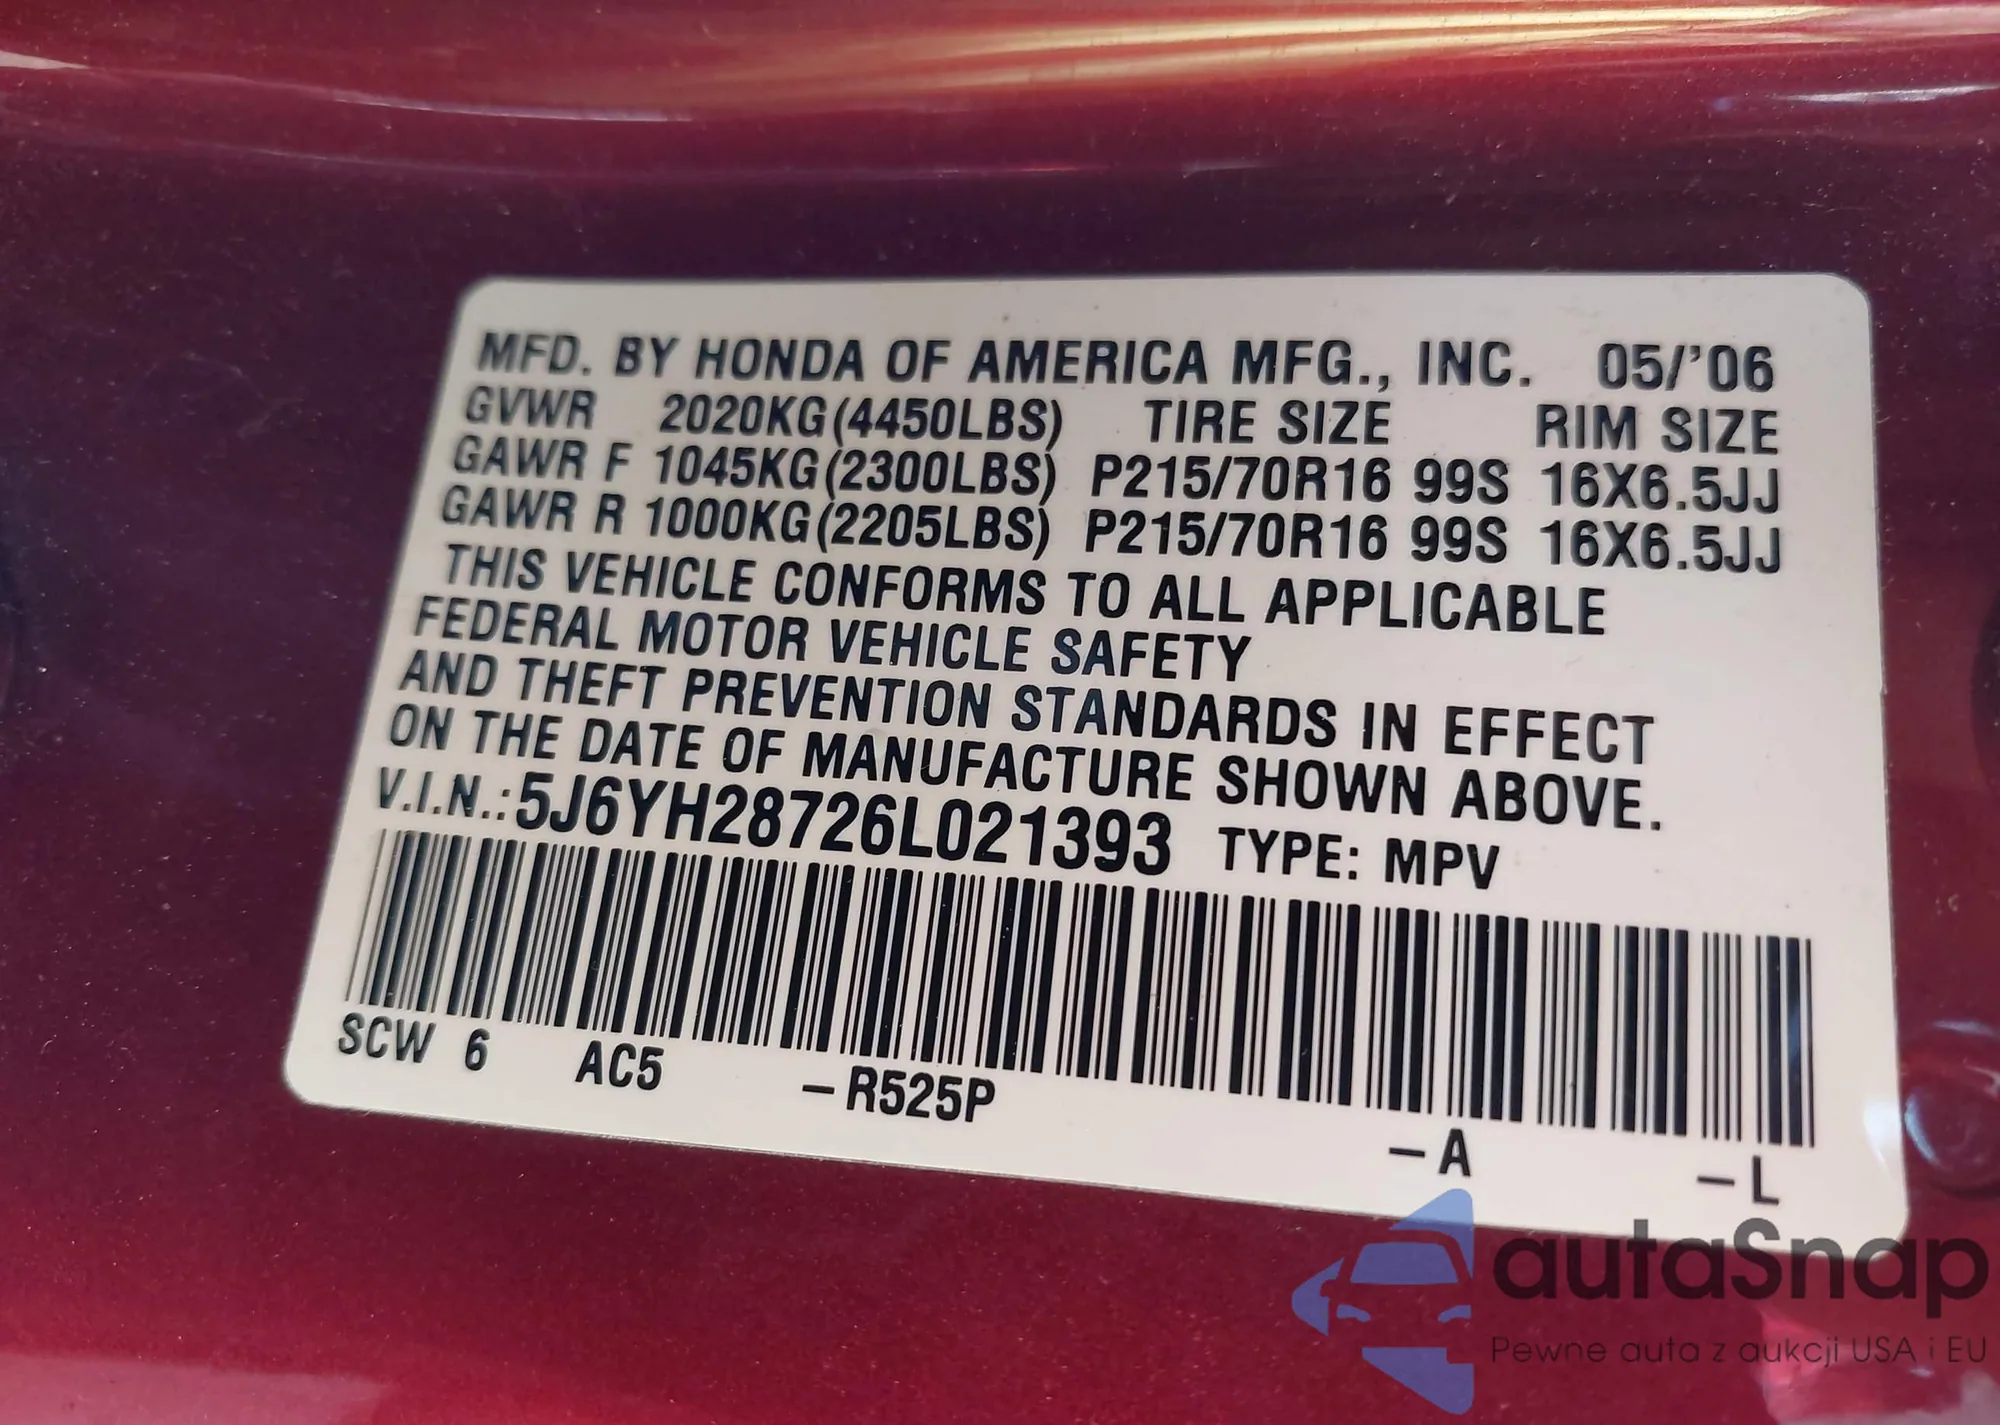 MFD. BY HONDA OF AMERICA MFG., INC. 05/'06
GVWR 2020KG(4450LBS) TIRE SIZE RIM SIZE
GAWR F 1045KG(2300LBS) P215/70R16 99S 16X6.5JJ
GAWR R 1000KG(2205LBS) P215/70R16 99S 16X6.5JJ
THIS VEHICLE CONFORMS TO ALL APPLICABLE
FEDERAL MOTOR VEHICLE SAFETY
AND THEFT PREVENTION STANDARDS IN EFFECT
ON THE DATE OF MANUFACTURE SHOWN ABOVE.
V.I.N.:5J6YH28726L021393 TYPE: MPV
SCW 6 AC5 –R525P –A –L
autaSnap
Pewne auta z aukcji USA i EU